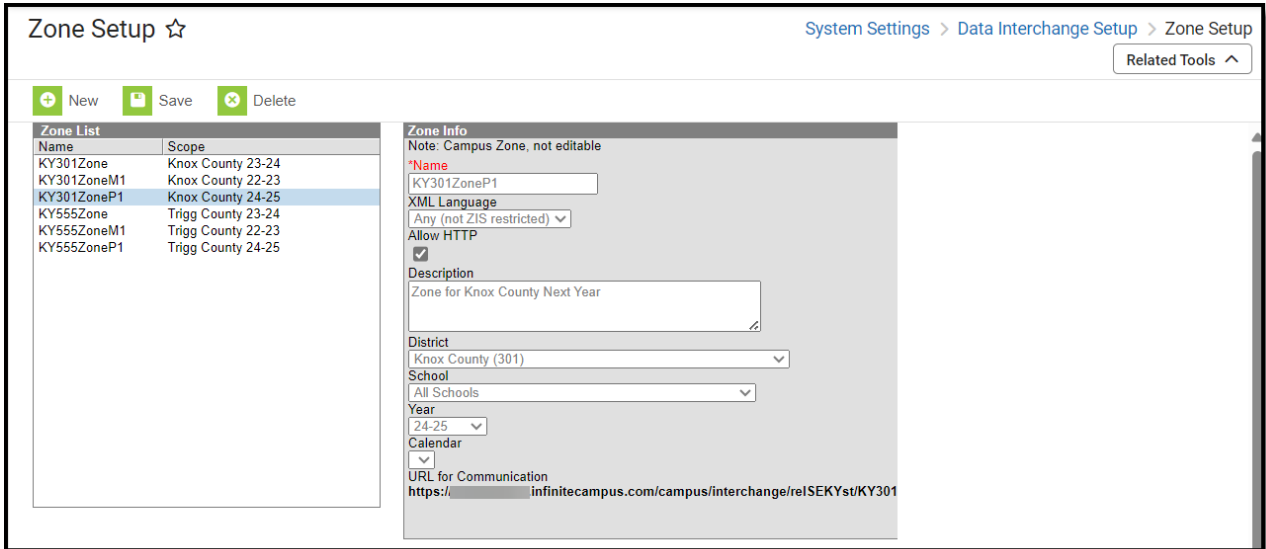 Zone Setup
System Settings > Data Interchange Setup > Zone Setup
Related Tools
New Save Delete
Zone List
Name Scope
KY301Zone Knox County 23-24
KY301ZoneM1 Knox County 22-23
KY301ZoneP1 Knox County 24-25
KY555Zone Trigg County 23-24
KY555ZoneM1 Trigg County 22-23
KY555ZoneP1 Trigg County 24-25
Zone Info
Note: Campus Zone, not editable
*Name
KY301ZoneP1
XML Language
Any (not ZIS restricted)
Allow HTTP
Description
Zone for Knox County Next Year
District
Knox County (301)
School
All Schools
Year
24-25
Calendar
URL for Communication
https:// .infinitecampus.com/campus/interchange/relSEKYst/KY301